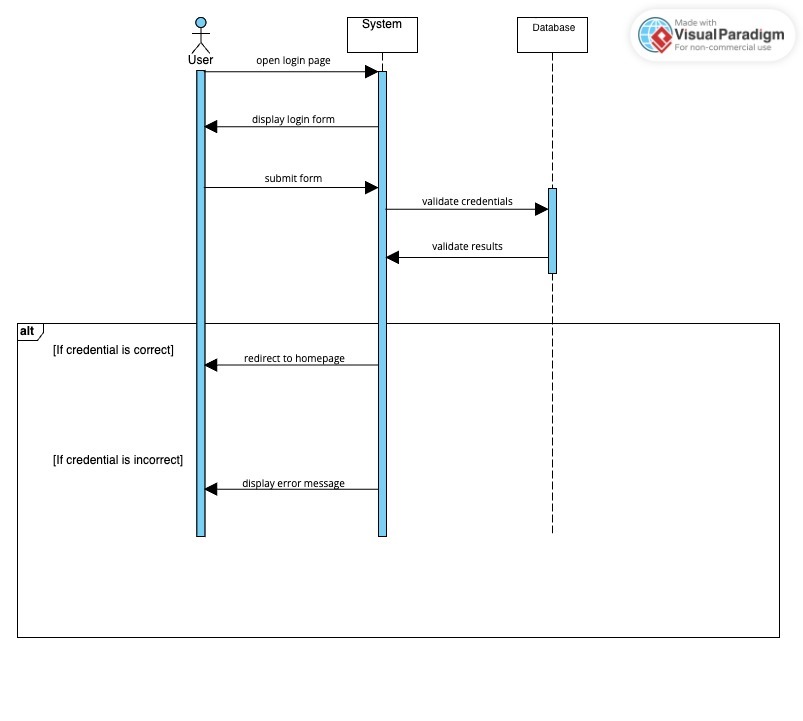 System
Database
Made with
Visual Paradigm
For non-commercial use
User
open login page
display login form
submit form
validate credentials
validate results
alt
[If credential is correct]
redirect to homepage
[If credential is incorrect]
display error message